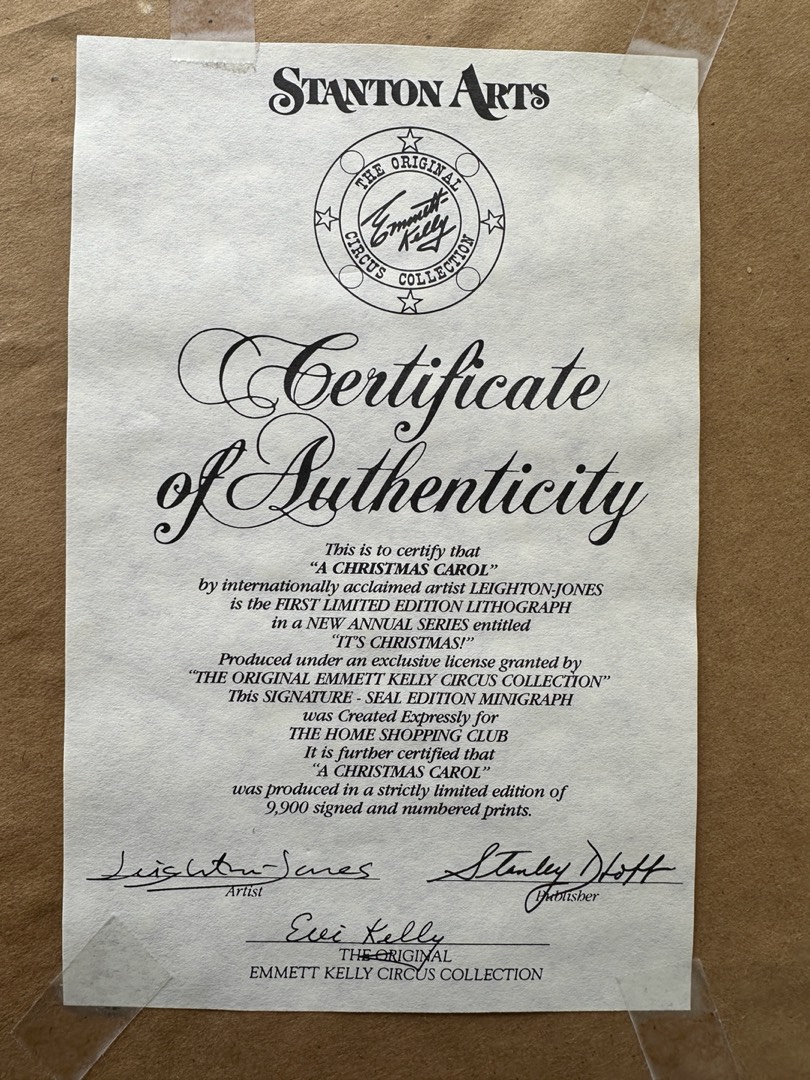 STANTON ARTS
THE ORIGINAL
Emmett
Kelly
CIRCUS COLLECTION
Certificate
of Authenticity
This is to certify that
"A CHRISTMAS CAROL"
by internationally acclaimed artist LEIGHTON-JONES
is the FIRST LIMITED EDITION LITHOGRAPH
in a NEW ANNUAL SERIES entitled
"IT'S CHRISTMAS!"
Produced under an exclusive license granted by
"THE ORIGINAL EMMETT KELLY CIRCUS COLLECTION"
This SIGNATURE - SEAL EDITION MINIGRAPH
was Created Expressly for
THE HOME SHOPPING CLUB
It is further certified that
"A CHRISTMAS CAROL"
was produced in a strictly limited edition of
9,900 signed and numbered prints.
Leighton-Jones Stanley
Artist Publisher
Evi Kelly
THE ORIGINAL
EMMETT KELLY CIRCUS COLLECTION